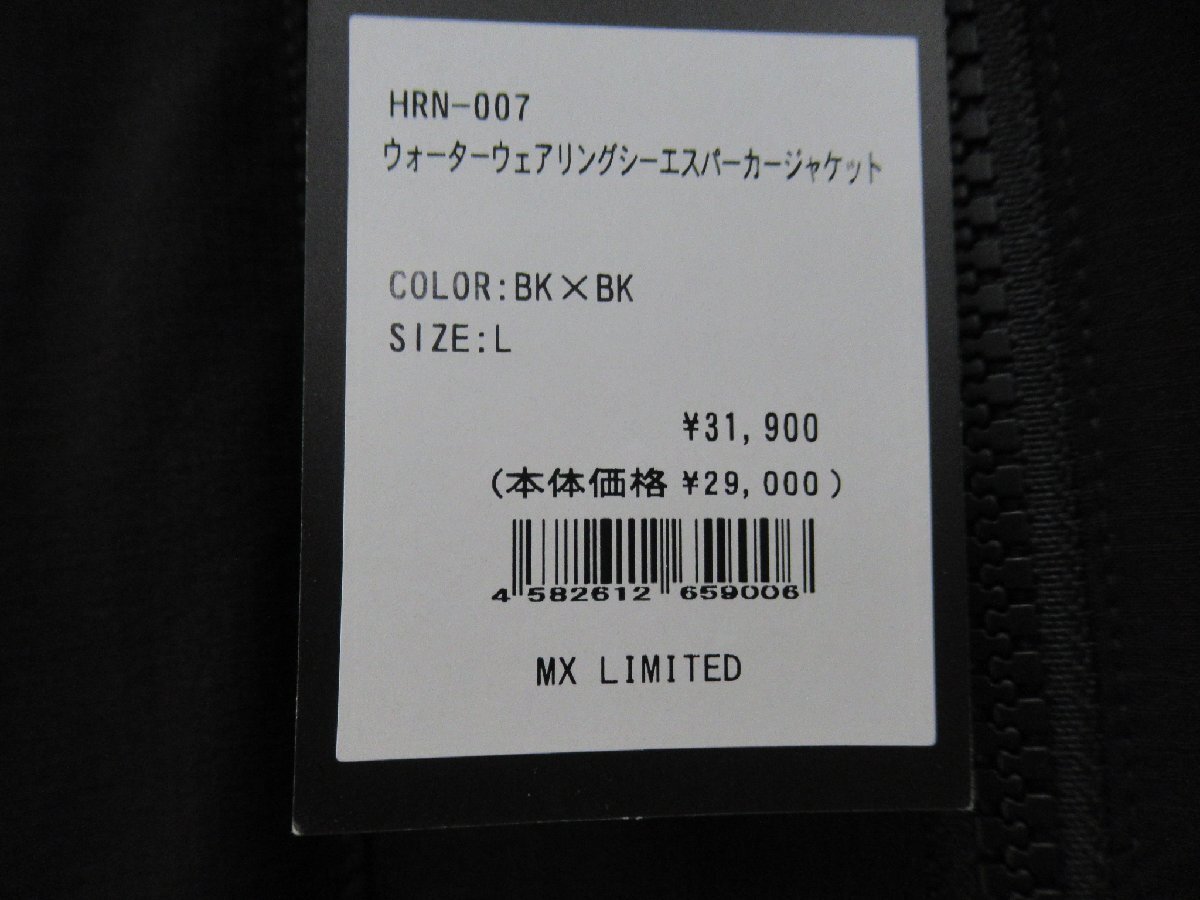 HRN-007
ウォーターウェアリングシーエスパーカージャケット
COLOR:BK×BK
SIZE:L
¥31,900
(本体価格 ¥29,000)
4 582612 659006
MX LIMITED